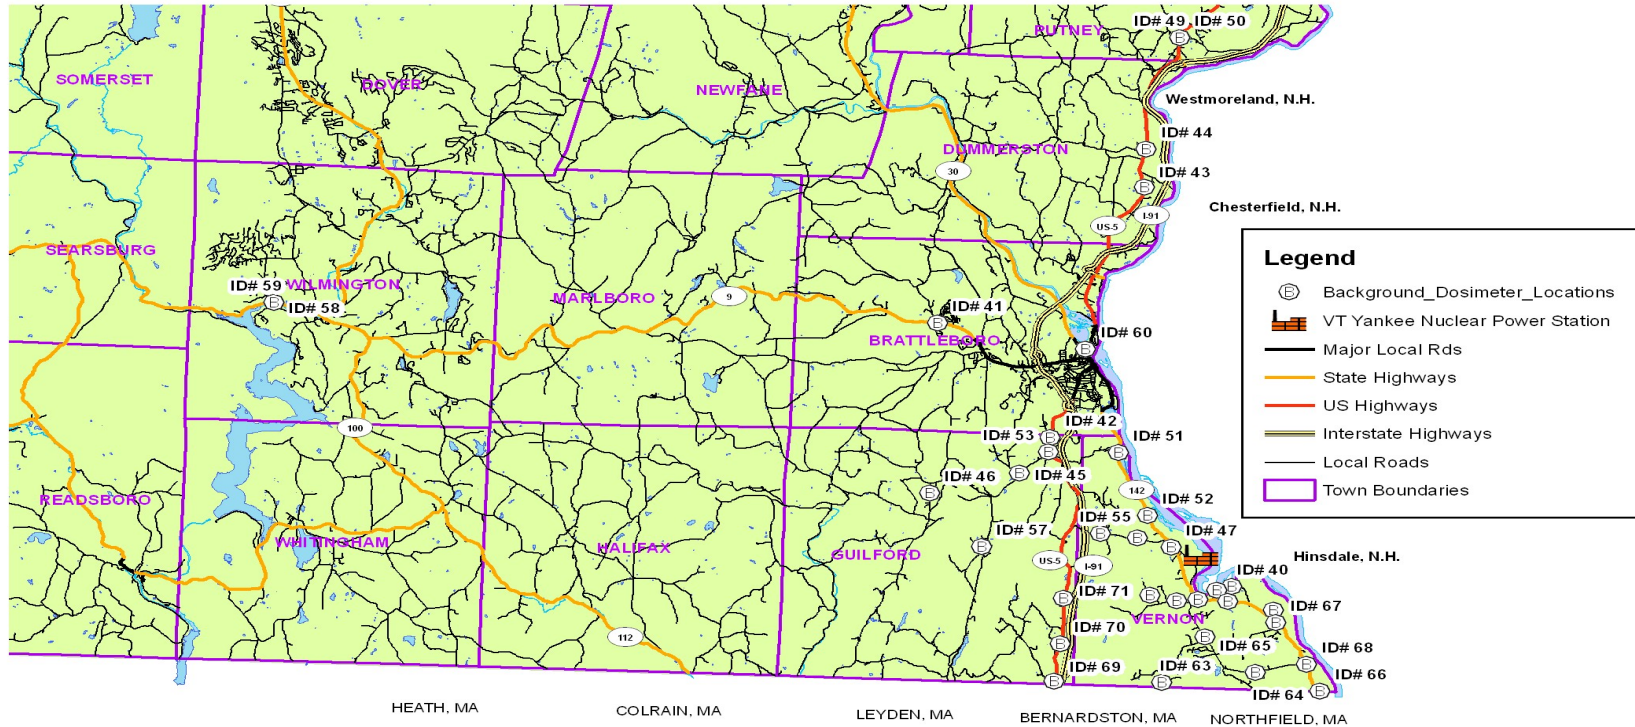 ID# 49 ID# 50
PUTNEY
SOMERSET
DOVER
NEWFANE
Westmoreland, N.H.
ID# 44
DUMMERSTON
30
ID# 43
Chesterfield, N.H.
I-91
US-5
SEARSBURG
ID# 59
WILMINGTON
ID# 58
MARLBORO
9
ID# 41
BRATTLEBORO
ID# 60
Legend
B Background_Dosimeter_Locations
VT Yankee Nuclear Power Station
Major Local Rds
State Highways
US Highways
Interstate Highways
Local Roads
Town Boundaries
100
ID# 42
ID# 53
ID# 51
ID# 46
ID# 45
142
ID# 52
READSBORO
WHITINGHAM
HALIFAX
GUILFORD
ID# 57
ID# 55
ID# 47
US-5
I-91
Hinsdale, N.H.
ID# 40
ID# 71
VERNON
ID# 67
112
ID# 70
ID# 65
ID# 68
ID# 69
ID# 63
ID# 66
ID# 64
HEATH, MA
COLRAIN, MA
LEYDEN, MA
BERNARDSTON, MA
NORTHFIELD, MA